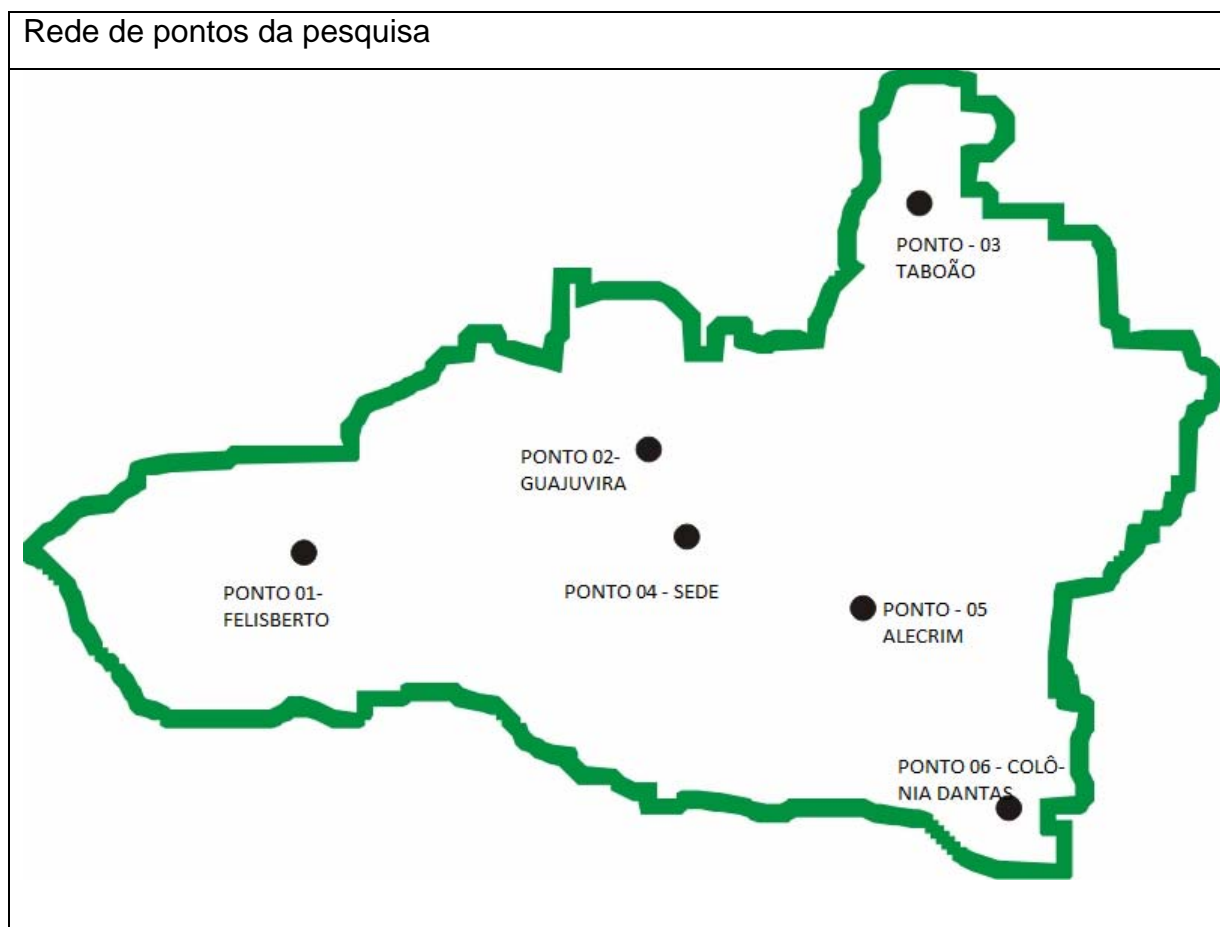 Rede de pontos da pesquisa
PONTO - 03
TABOÃO
PONTO 02-
GUAJUVIRA
PONTO 01-
FELISBERTO
PONTO 04 - SEDE
PONTO - 05
ALECRIM
PONTO 06 - COLÔ-
NIA DANTAS